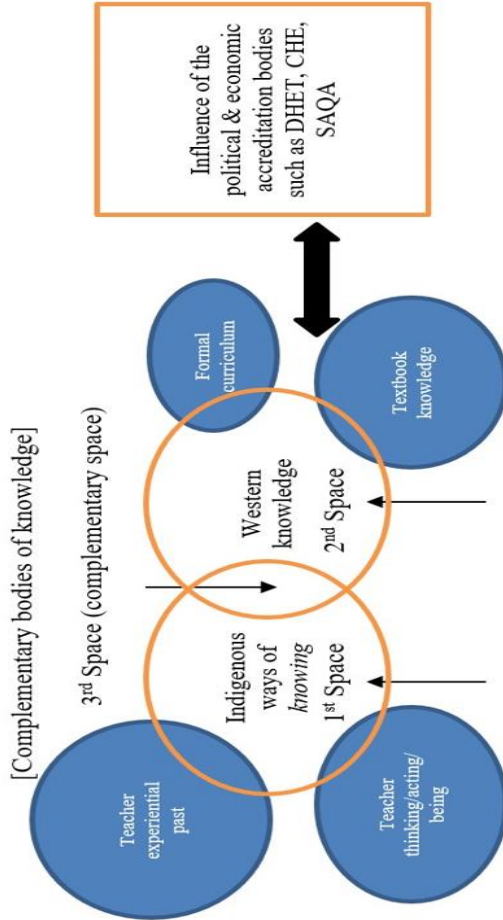 [Complementary bodies of knowledge]
3rd Space (complementary space)
Teacher
experiential
past
Indigenous
ways of
knowing
1st Space
Teacher
thinking/acting/
being
Western
knowledge
2nd Space
Formal
curriculum
Textbook
knowledge
Influence of the
political & economic
accreditation bodies
such as DHET, CHE,
SAQA